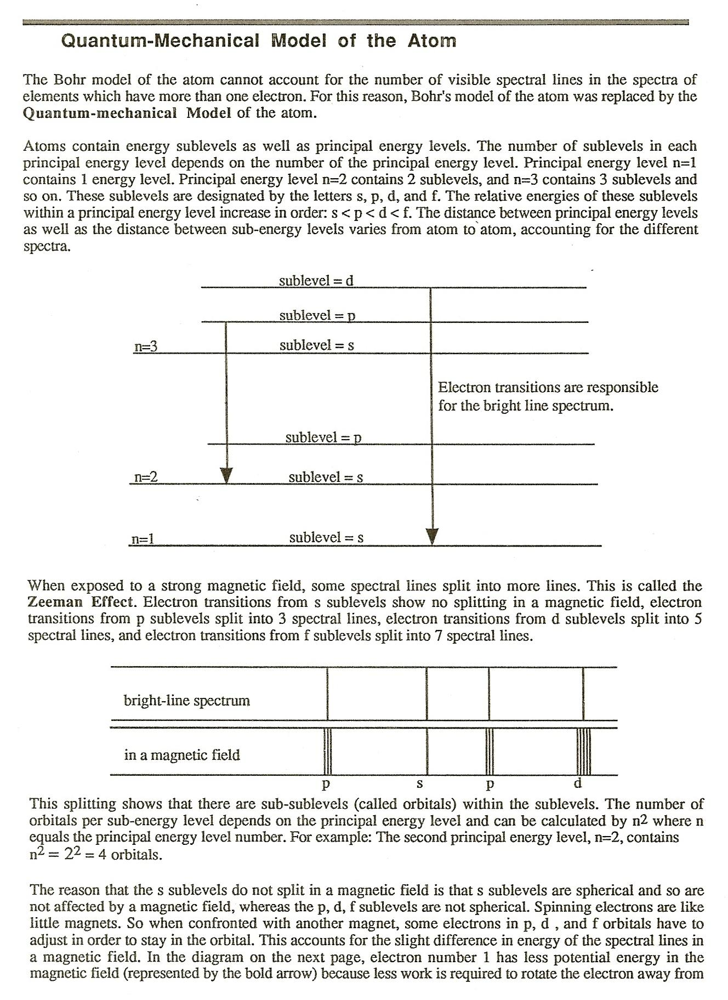 Quantum-Mechanical Model of the Atom
The Bohr model of the atom cannot account for the number of visible spectral lines in the spectra of
elements which have more than one electron. For this reason, Bohr's model of the atom was replaced by the
Quantum-mechanical Model of the atom.
Atoms contain energy sublevels as well as principal energy levels. The number of sublevels in each
principal energy level depends on the number of the principal energy level. Principal energy level n=1
contains 1 energy level. Principal energy level n=2 contains 2 sublevels, and n=3 contains 3 sublevels and
so on. These sublevels are designated by the letters s, p, d, and f. The relative energies of these sublevels
within a principal energy level increase in order: s < p < d < f. The distance between principal energy levels
as well as the distance between sub-energy levels varies from atom to atom, accounting for the different
spectra.
sublevel = d
sublevel = p
n=3 sublevel = s
Electron transitions are responsible
for the bright line spectrum.
sublevel = p
n=2 sublevel = s
n=1 sublevel = s
When exposed to a strong magnetic field, some spectral lines split into more lines. This is called the
Zeeman Effect. Electron transitions from s sublevels show no splitting in a magnetic field, electron
transitions from p sublevels split into 3 spectral lines, electron transitions from d sublevels split into 5
spectral lines, and electron transitions from f sublevels split into 7 spectral lines.
bright-line spectrum
in a magnetic field
p s p d
This splitting shows that there are sub-sublevels (called orbitals) within the sublevels. The number of
orbitals per sub-energy level depends on the principal energy level and can be calculated by n2 where n
equals the principal energy level number. For example: The second principal energy level, n=2, contains
n² = 2² = 4 orbitals.
The reason that the s sublevels do not split in a magnetic field is that s sublevels are spherical and so are
not affected by a magnetic field, whereas the p, d, f sublevels are not spherical. Spinning electrons are like
little magnets. So when confronted with another magnet, some electrons in p, d , and f orbitals have to
adjust in order to stay in the orbital. This accounts for the slight difference in energy of the spectral lines in
a magnetic field. In the diagram on the next page, electron number 1 has less potential energy in the
magnetic field (represented by the bold arrow) because less work is required to rotate the electron away from